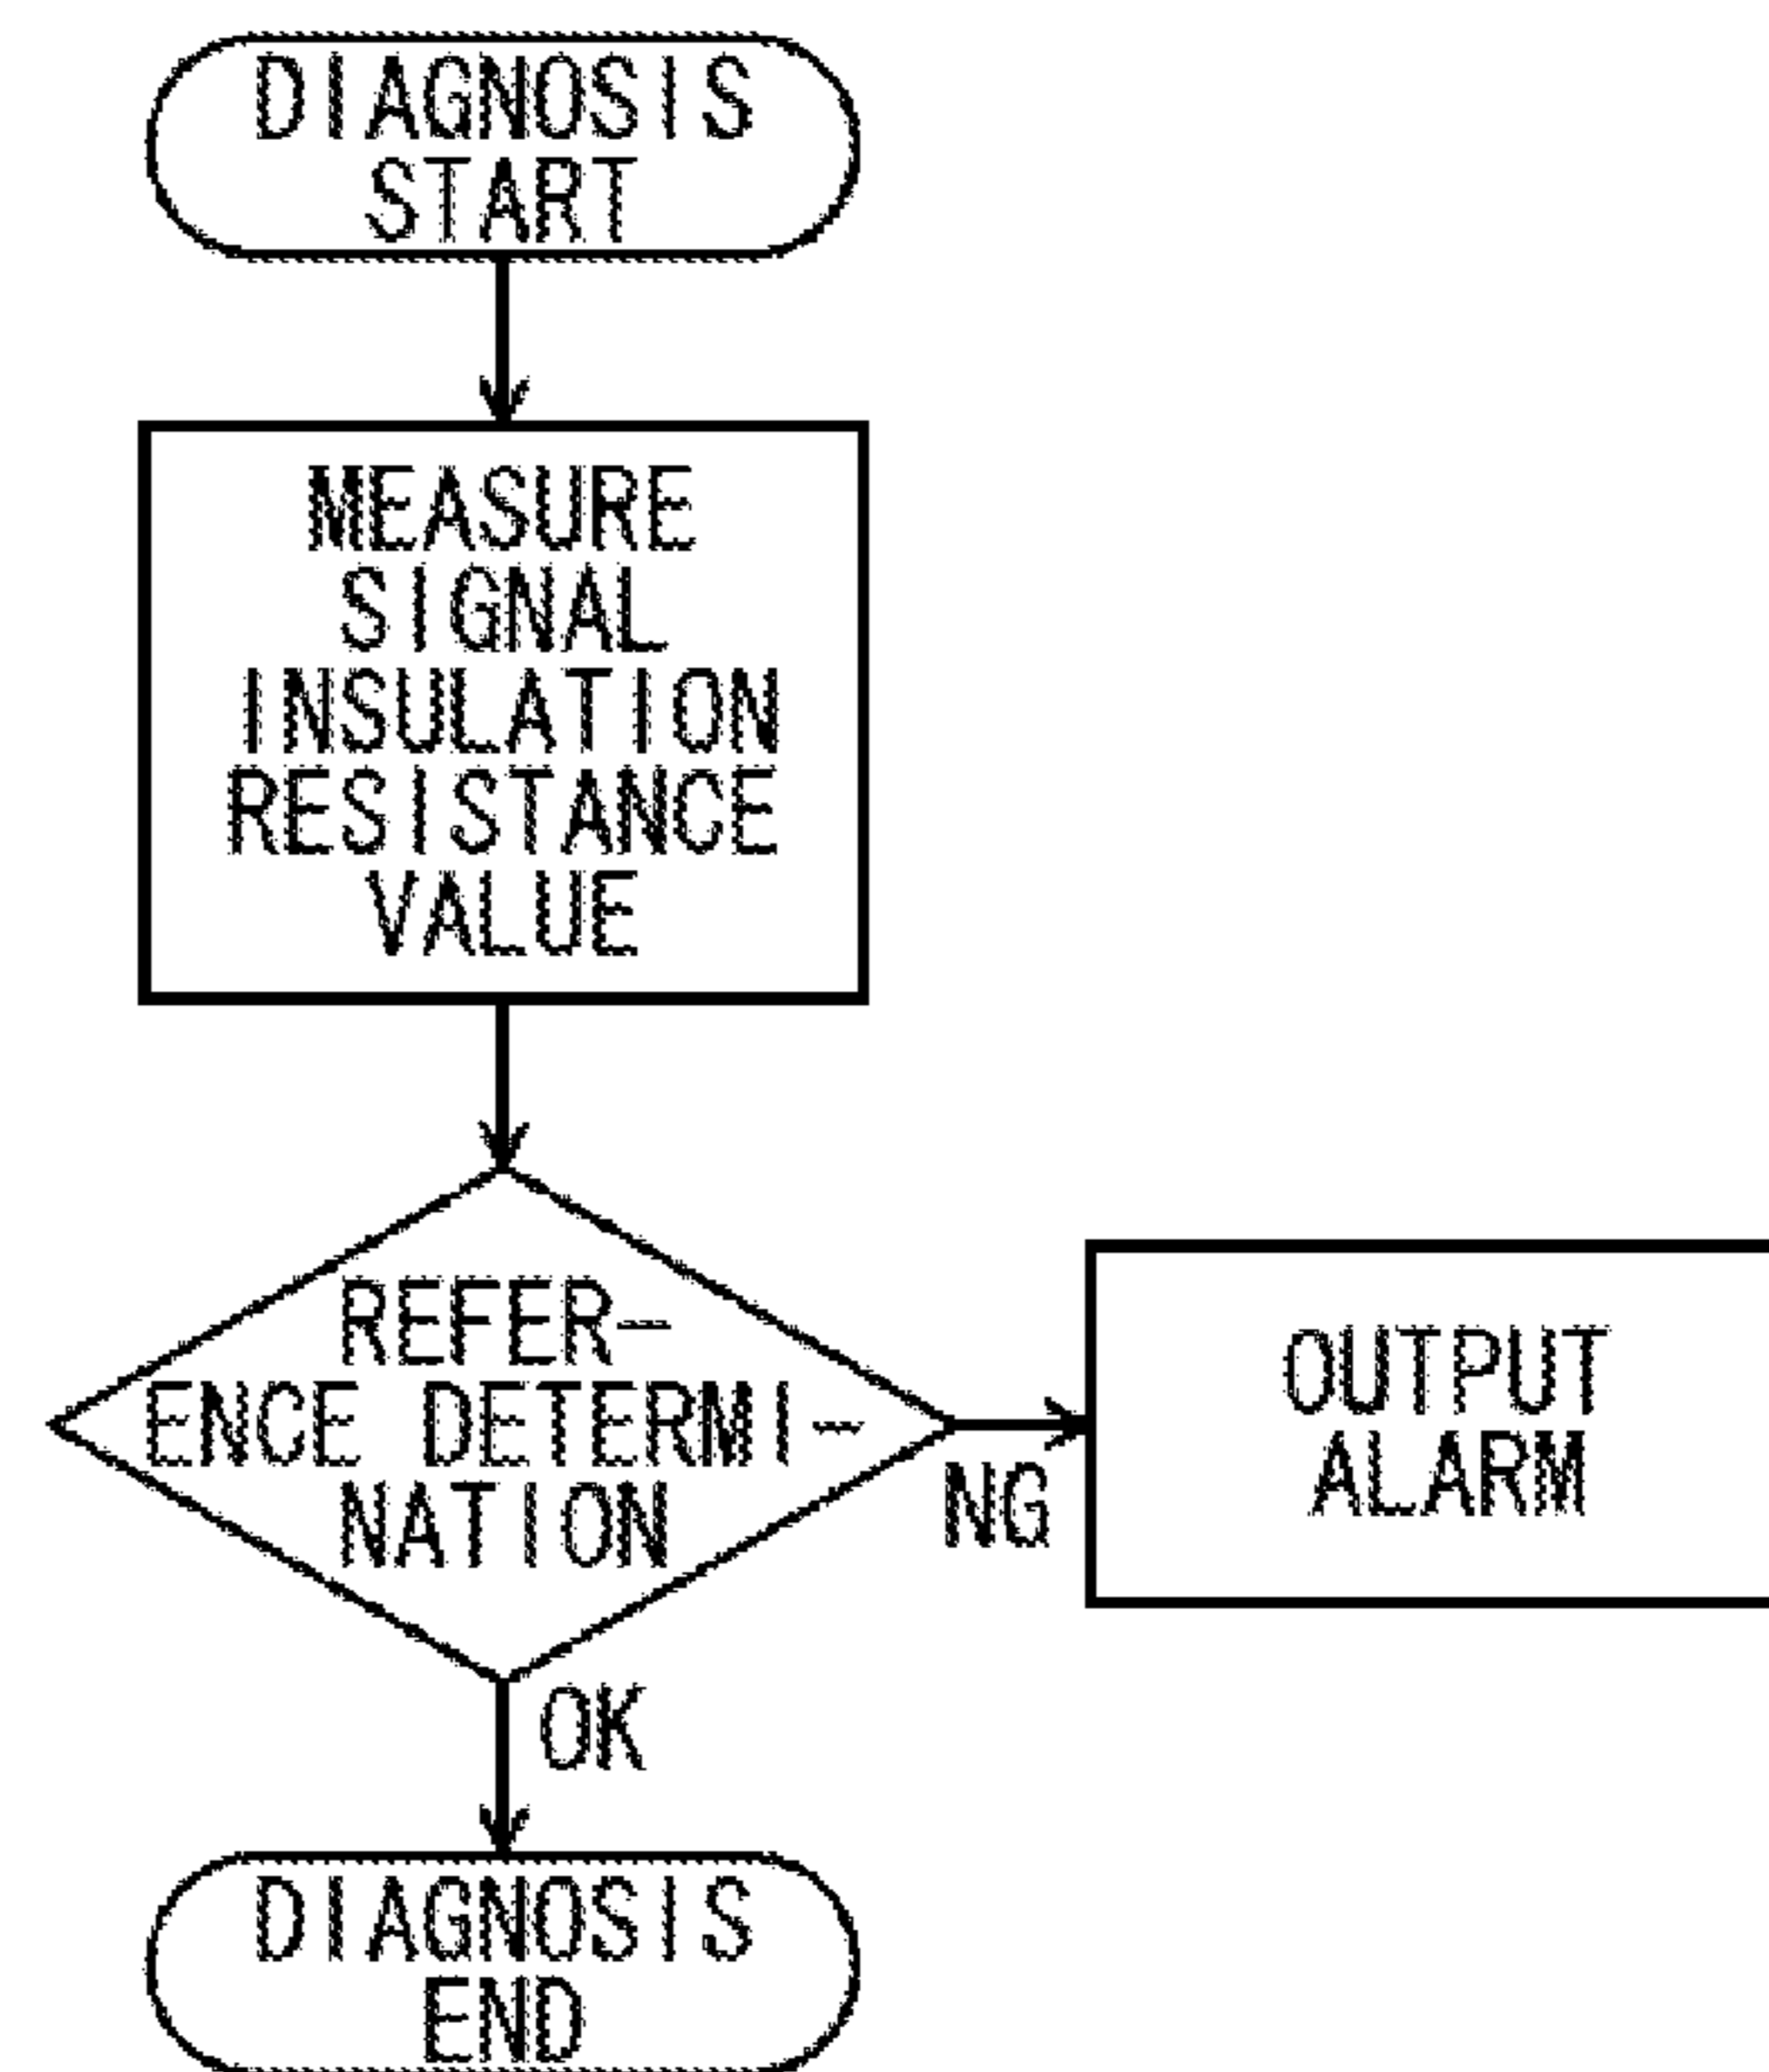 DIAGNOSIS
START
MEASURE
SIGNAL
INSULATION
RESISTANCE
VALUE
REFER-
ENCE DETERMI-
NATION
NG
OUTPUT
ALARM
OK
DIAGNOSIS
END